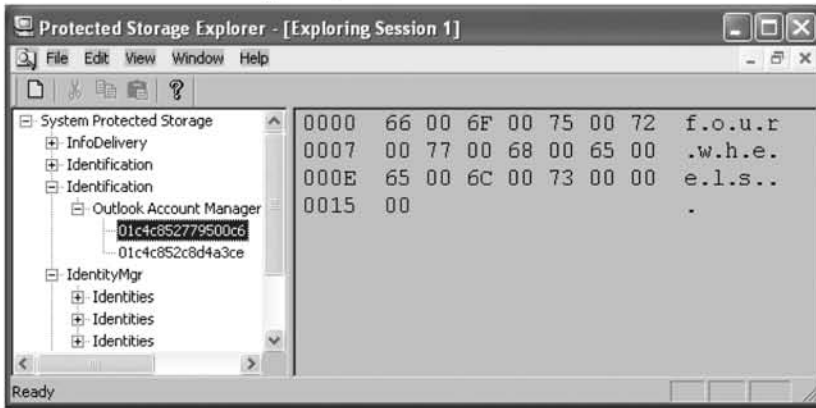 Protected Storage Explorer - [Exploring Session 1]
File Edit View Window Help
System Protected Storage
InfoDelivery
Identification
Identification
Outlook Account Manager
01c4c852779500c6
01c4c852c8d4a3ce
IdentityMgr
Identities
Identities
Identities
0000 66 00 6F 00 75 00 72 f.o.u.r
0007 00 77 00 68 00 65 00 .w.h.e.
000E 65 00 6C 00 73 00 00 e.l.s..
0015 00 .
Ready